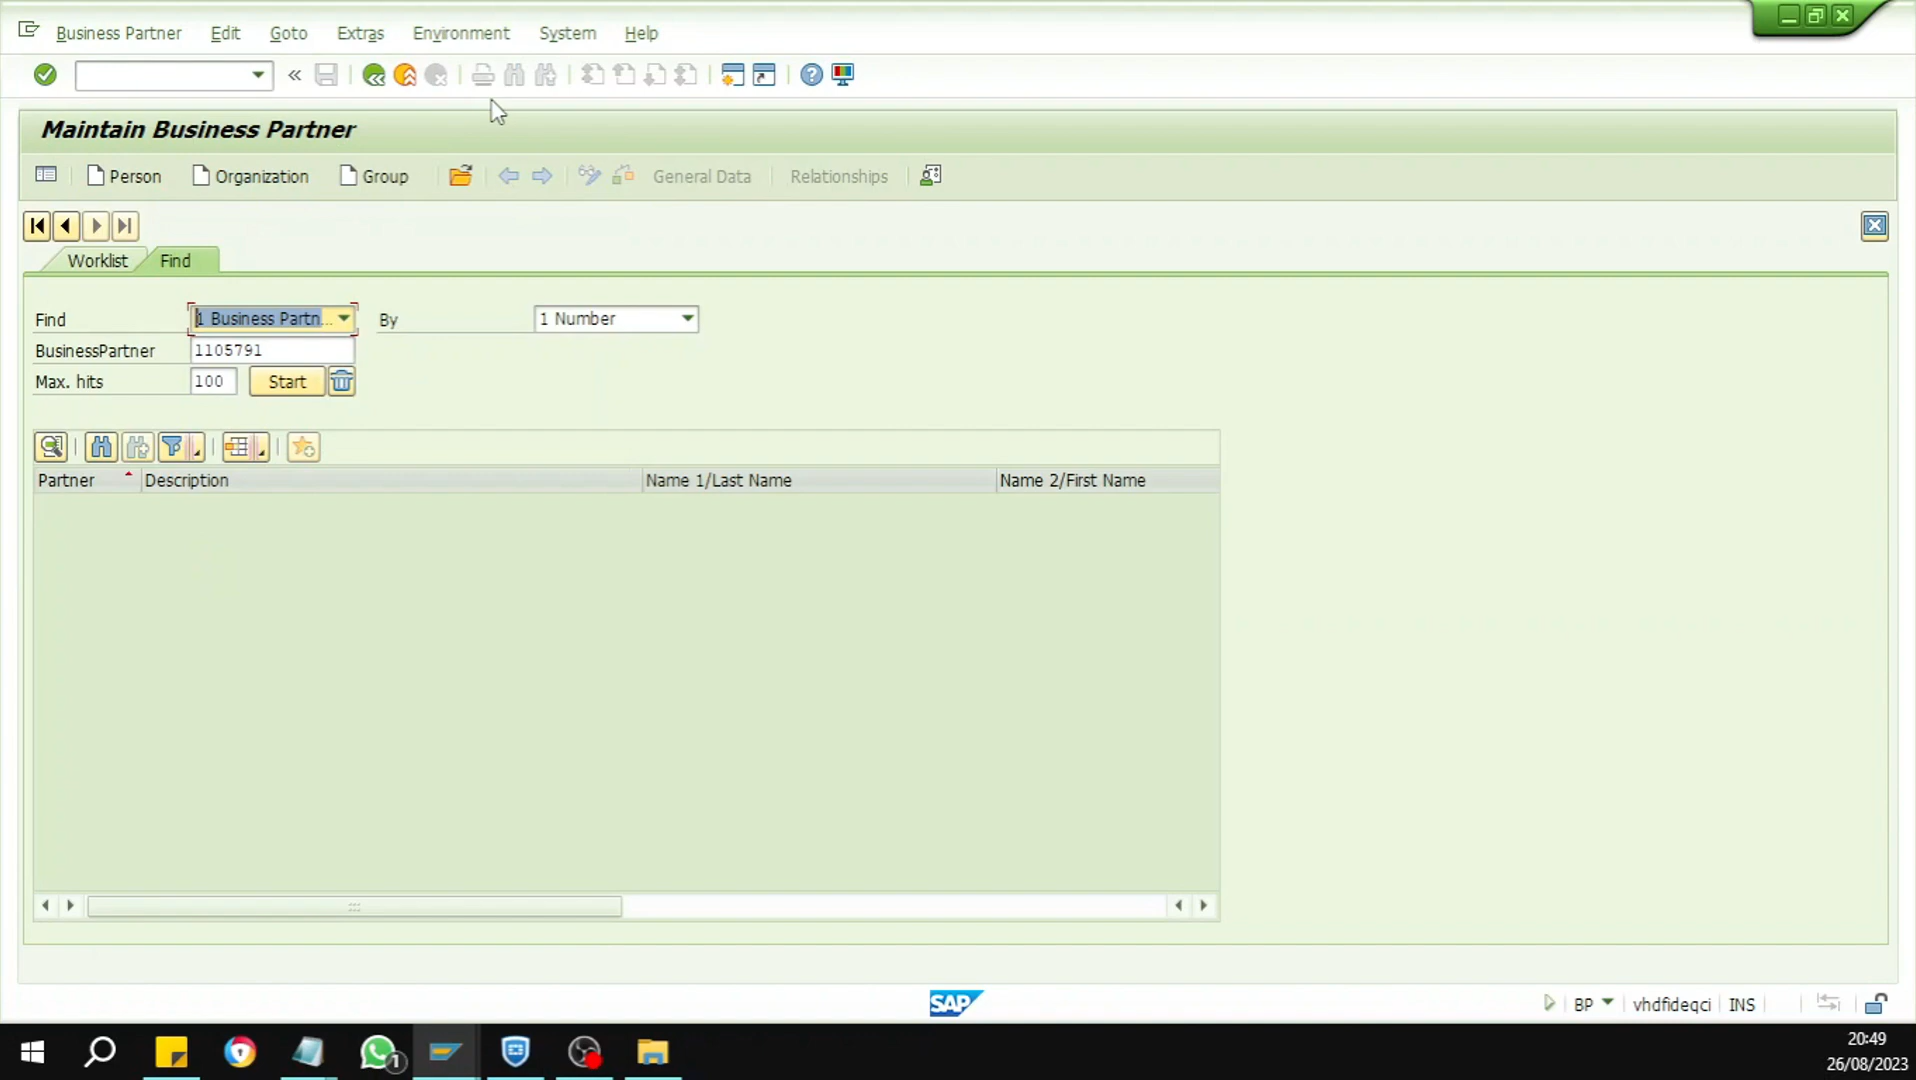 Business Partner Edit Goto Extras Environment System Help
Maintain Business Partner
Person Organization Group General Data Relationships
Worklist Find
Find 1 Business Partn... By 1 Number
BusinessPartner 1105791
Max. hits 100 Start
Partner Description Name 1/Last Name Name 2/First Name
SAP
BP vhdfideqci INS
1
20:49
26/08/2023